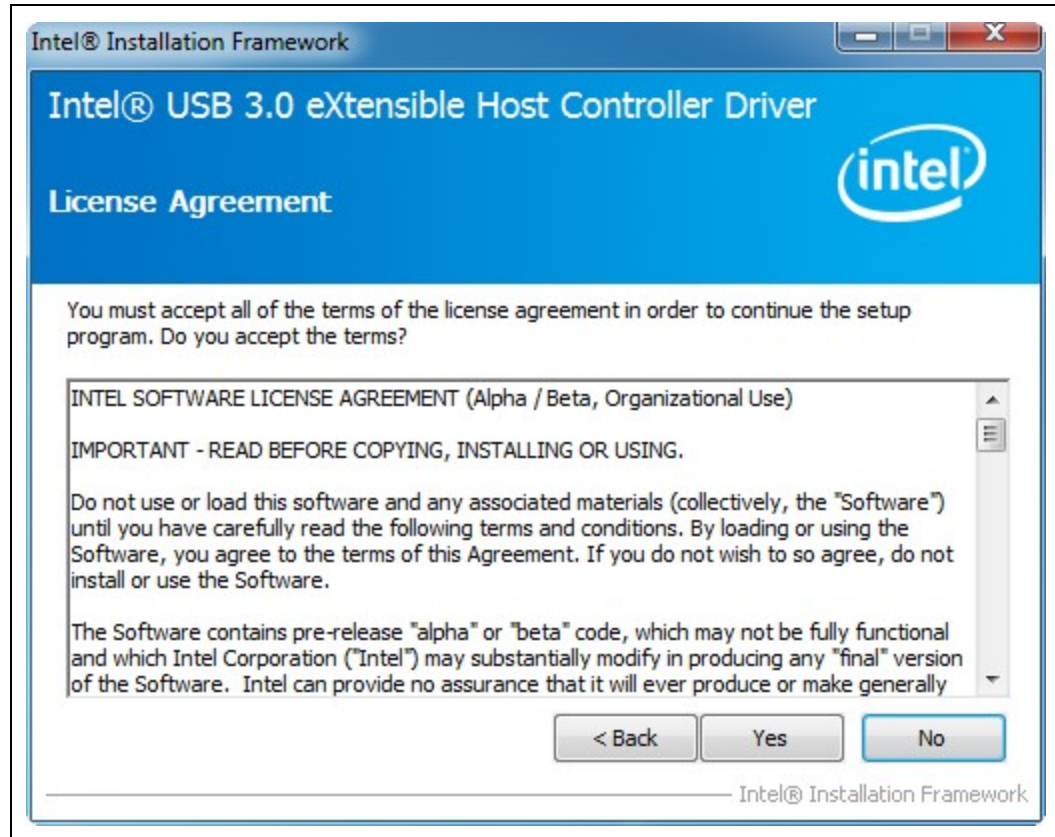 Intel® Installation Framework
Intel® USB 3.0 eXtensible Host Controller Driver
intel
License Agreement
You must accept all of the terms of the license agreement in order to continue the setup
program. Do you accept the terms?
INTEL SOFTWARE LICENSE AGREEMENT (Alpha / Beta, Organizational Use)
IMPORTANT - READ BEFORE COPYING, INSTALLING OR USING.
Do not use or load this software and any associated materials (collectively, the "Software")
until you have carefully read the following terms and conditions. By loading or using the
Software, you agree to the terms of this Agreement. If you do not wish to so agree, do not
install or use the Software.
The Software contains pre-release "alpha" or "beta" code, which may not be fully functional
and which Intel Corporation ("Intel") may substantially modify in producing any "final" version
of the Software.  Intel can provide no assurance that it will ever produce or make generally
< Back Yes No
Intel® Installation Framework